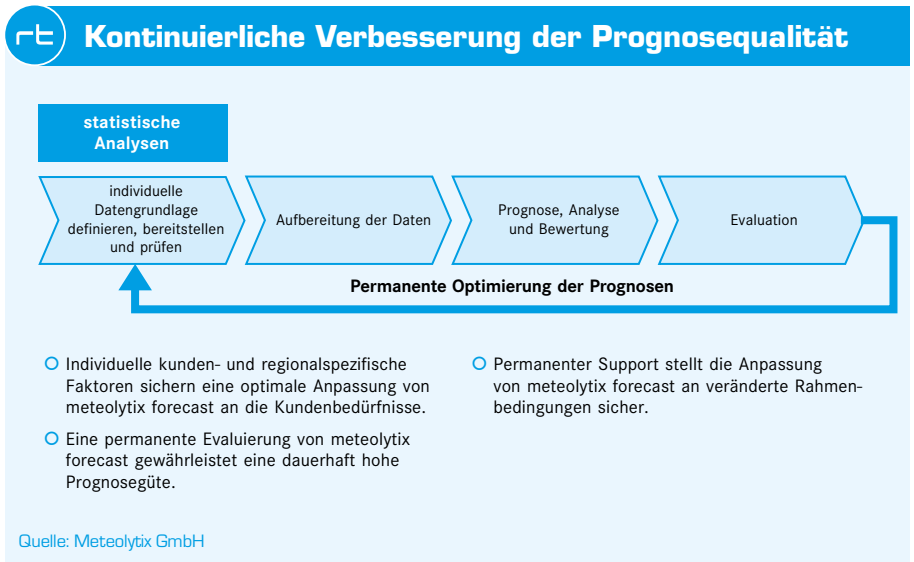 rt
Kontinuierliche Verbesserung der Prognosequalität
statistische
Analysen
individuelle
Datengrundlage
definieren, bereitstellen
und prüfen
Aufbereitung der Daten
Prognose, Analyse
und Bewertung
Evaluation
Permanente Optimierung der Prognosen
Individuelle kunden- und regionalspezifische
Faktoren sichern eine optimale Anpassung von
meteolytix forecast an die Kundenbedürfnisse.
Eine permanente Evaluierung von meteolytix
forecast gewährleistet eine dauerhaft hohe
Prognosegüte.
Permanenter Support stellt die Anpassung
von meteolytix forecast an veränderte Rahmen-
bedingungen sicher.
Quelle: Meteolytix GmbH